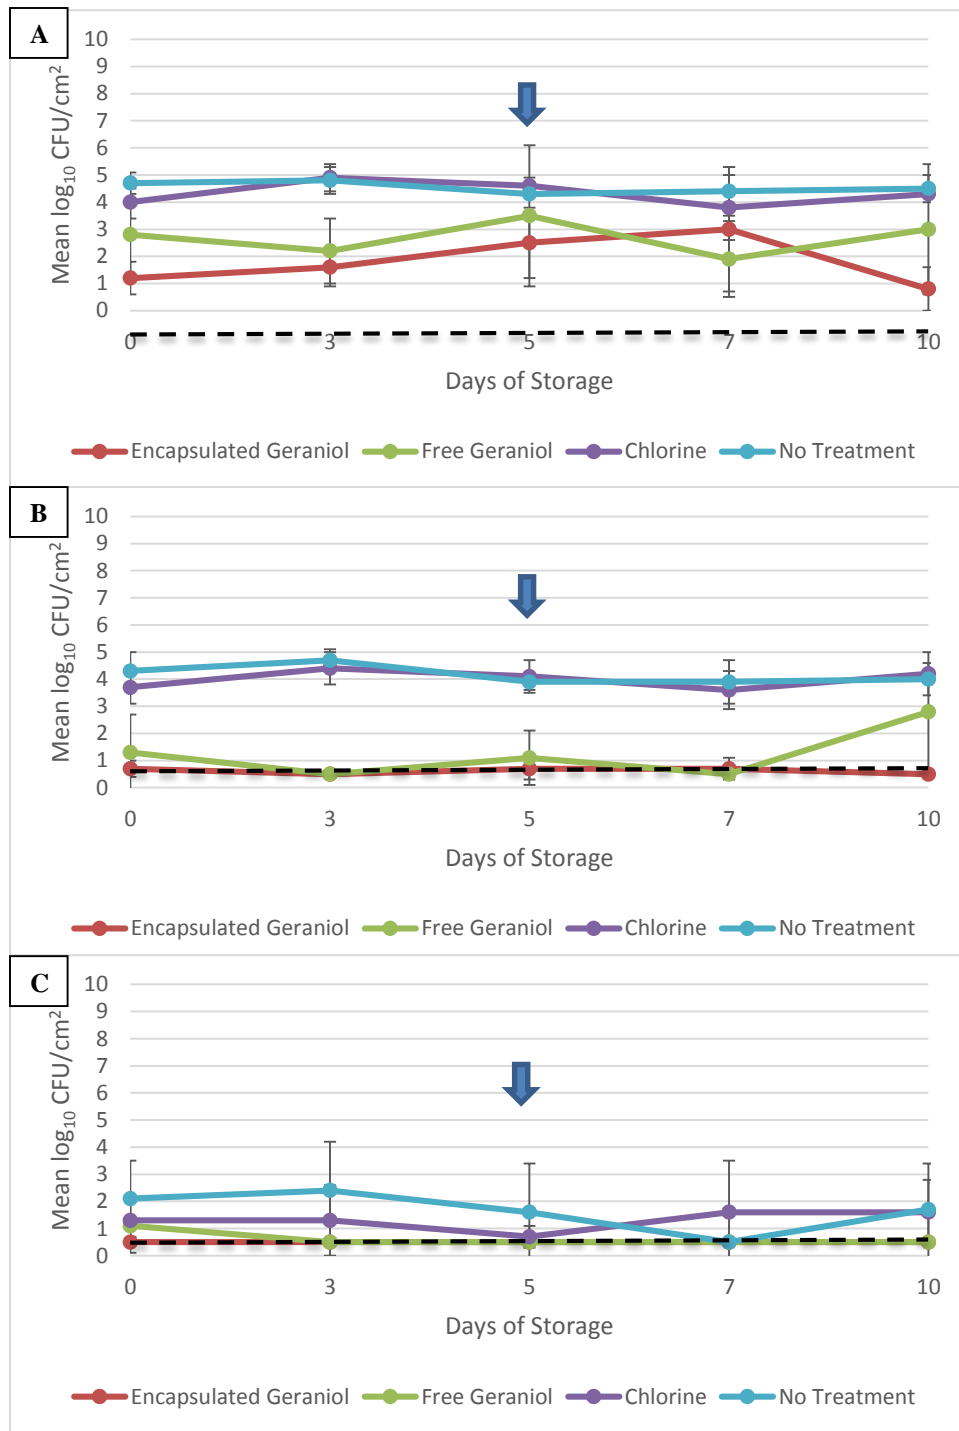 A
Mean log10 CFU/cm2
10
9
8
7
6
5
4
3
2
1
0
0 3 5 7 10
Days of Storage
Encapsulated Geraniol Free Geraniol Chlorine No Treatment
B
Mean log10 CFU/cm2
10
9
8
7
6
5
4
3
2
1
0
0 3 5 7 10
Days of Storage
Encapsulated Geraniol Free Geraniol Chlorine No Treatment
C
Mean log10 CFU/cm2
10
9
8
7
6
5
4
3
2
1
0
0 3 5 7 10
Days of Storage
Encapsulated Geraniol Free Geraniol Chlorine No Treatment